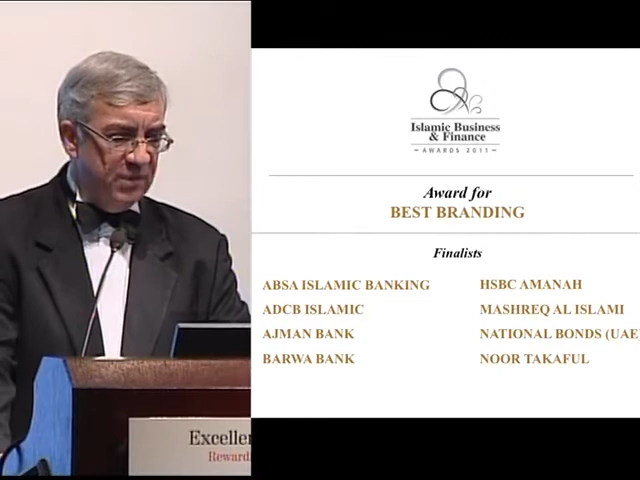 Islamic Business
& Finance
AWARDS 2011
Award for
BEST BRANDING
Finalists
ABSA ISLAMIC BANKING
HSBC AMANAH
ADCB ISLAMIC
MASHREQ AL ISLAMI
AJMAN BANK
NATIONAL BONDS (UAE
BARWA BANK
NOOR TAKAFUL
Excelle
Reward